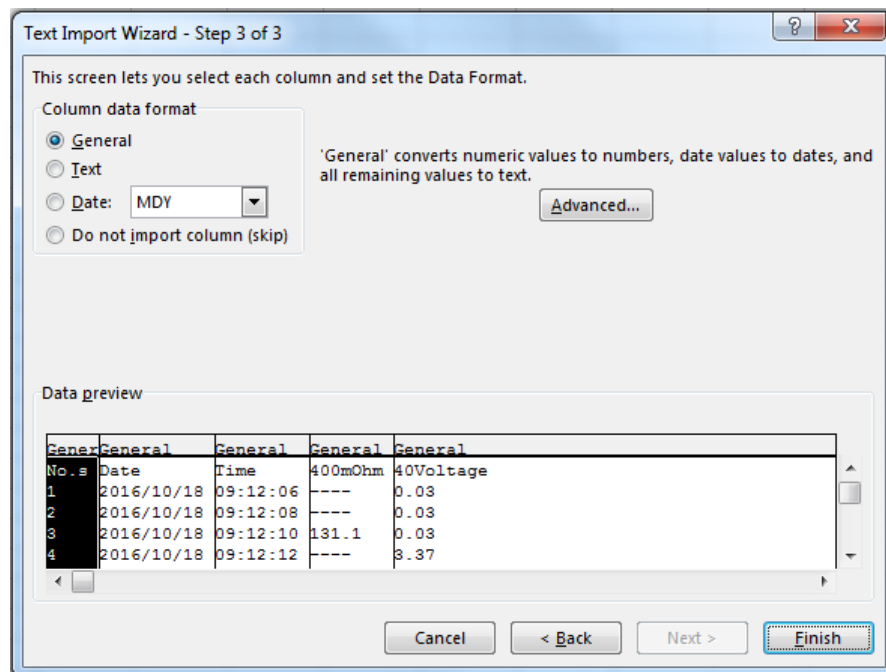 Text Import Wizard - Step 3 of 3
This screen lets you select each column and set the Data Format.
Column data format
General
Text
Date: MDY
Do not import column (skip)
'General' converts numeric values to numbers, date values to dates, and
all remaining values to text.
Advanced...
Data preview
GenerGeneral General General General
No.s Date Time 400mOhm 40Voltage
1 2016/10/18 09:12:06 ---- 0.03
2 2016/10/18 09:12:08 ---- 0.03
3 2016/10/18 09:12:10 131.1 0.03
4 2016/10/18 09:12:12 ---- 3.37
Cancel < Back Next > Finish